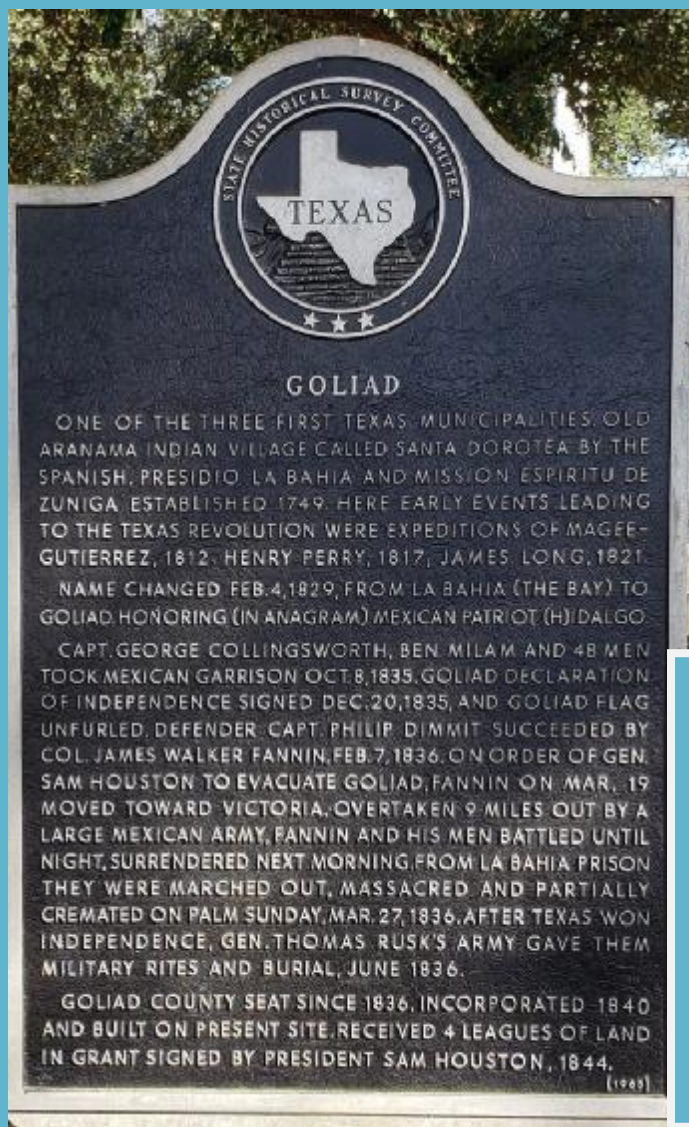 STATE HISTORICAL SURVEY COMMITTEE
TEXAS
GOLIAD
ONE OF THE THREE FIRST TEXAS MUNICIPALITIES. OLD
ARANAMA INDIAN VILLAGE CALLED SANTA DOROTEA BY THE
SPANISH. PRESIDIO LA BAHIA AND MISSION ESPIRITU DE
ZUNIGA ESTABLISHED 1749. HERE EARLY EVENTS LEADING
TO THE TEXAS REVOLUTION WERE EXPEDITIONS OF MAGEE-
GUTIERREZ, 1812; HENRY PERRY, 1817; JAMES LONG, 1821.
NAME CHANGED FEB. 4, 1829, FROM LA BAHIA (THE BAY) TO
GOLIAD, HONORING (IN ANAGRAM) MEXICAN PATRIOT (H)IDALGO.
CAPT. GEORGE COLLINGSWORTH, BEN MILAM AND 48 MEN
TOOK MEXICAN GARRISON OCT. 8, 1835. GOLIAD DECLARATION
OF INDEPENDENCE SIGNED DEC. 20, 1835, AND GOLIAD FLAG
UNFURLED. DEFENDER CAPT. PHILIP DIMMIT SUCCEEDED BY
COL. JAMES WALKER FANNIN, FEB. 7, 1836. ON ORDER OF GEN.
SAM HOUSTON TO EVACUATE GOLIAD, FANNIN ON MAR. 19
MOVED TOWARD VICTORIA. OVERTAKEN 9 MILES OUT BY A
LARGE MEXICAN ARMY, FANNIN AND HIS MEN BATTLED UNTIL
NIGHT, SURRENDERED NEXT MORNING. FROM LA BAHIA PRISON
THEY WERE MARCHED OUT, MASSACRED AND PARTIALLY
CREMATED ON PALM SUNDAY, MAR. 27, 1836. AFTER TEXAS WON
INDEPENDENCE, GEN. THOMAS RUSK'S ARMY GAVE THEM
MILITARY RITES AND BURIAL, JUNE 1836.
GOLIAD COUNTY SEAT SINCE 1836. INCORPORATED 1840
AND BUILT ON PRESENT SITE. RECEIVED 4 LEAGUES OF LAND
IN GRANT SIGNED BY PRESIDENT SAM HOUSTON, 1844.